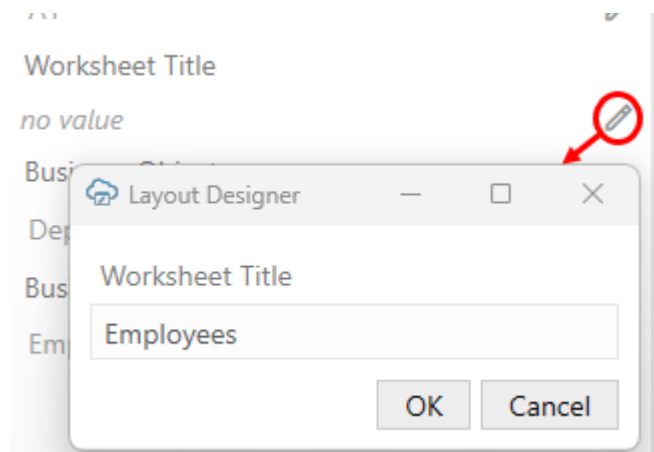 Worksheet Title
no value
Layout Designer
Worksheet Title
Employees
OK Cancel